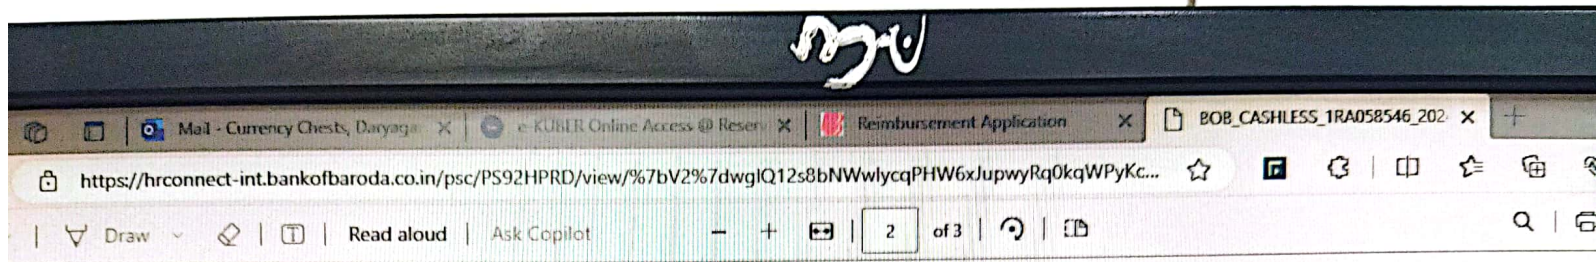 Mail - Currency Chests, Daryaga
e-KUBER Online Access @ Reserv
Reimbursement Application
BOB_CASHLESS_1RA058546_202
https://hrconnect-int.bankofbaroda.co.in/psc/PS92HPRD/view/%7bV2%7dwglQ12s8bNWwlycqPHW6xJupwyRq0kqWPyKc...
Draw
Read aloud
Ask Copilot
2
of 3